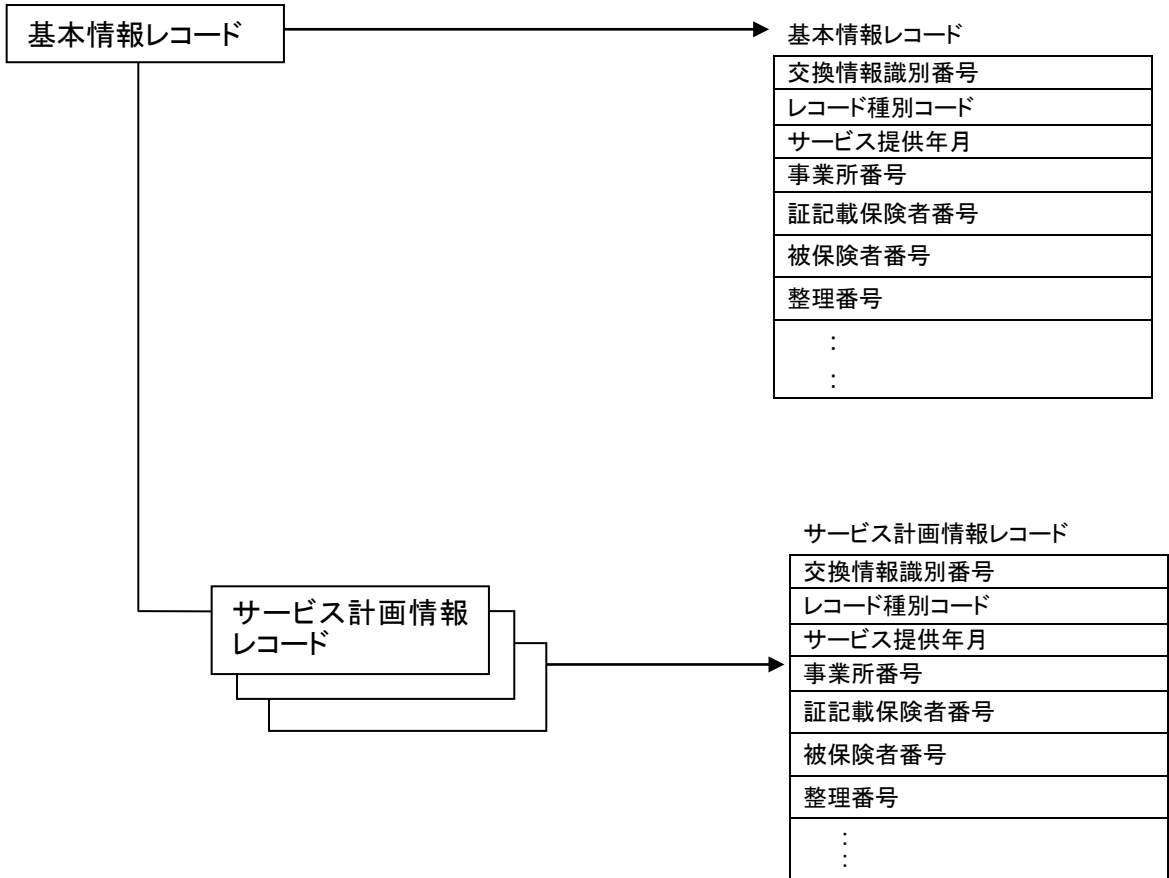 基本情報レコード
基本情報レコード
交換情報識別番号
レコード種別コード
サービス提供年月
事業所番号
証記載保険者番号
被保険者番号
整理番号
:
:
サービス計画情報
レコード
サービス計画情報レコード
交換情報識別番号
レコード種別コード
サービス提供年月
事業所番号
証記載保険者番号
被保険者番号
整理番号
:
: